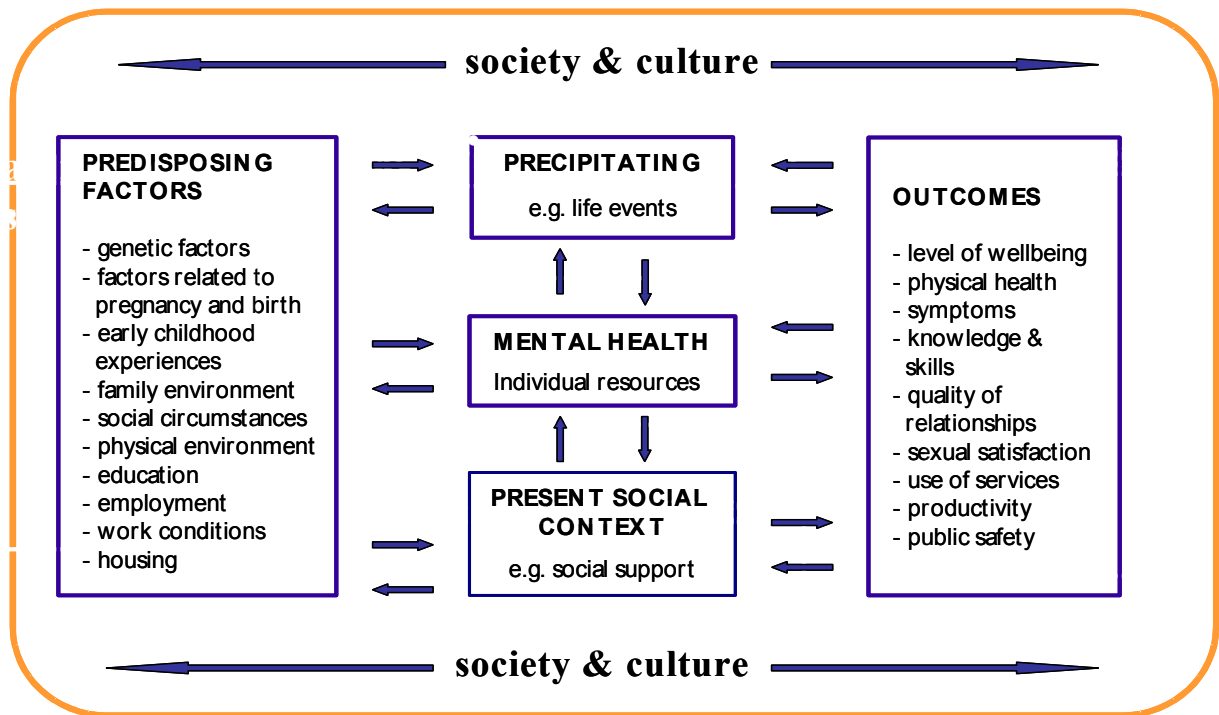 society & culture
PREDISPOSING
FACTORS
- genetic factors
- factors related to
pregnancy and birth
- early childhood
experiences
- family environment
- social circumstances
- physical environment
- education
- employment
- work conditions
- housing
PRECIPITATING
e.g. life events
MENTAL HEALTH
Individual resources
PRESENT SOCIAL
CONTEXT
e.g. social support
OUTCOMES
- level of wellbeing
- physical health
- symptoms
- knowledge &
skills
- quality of
relationships
- sexual satisfaction
- use of services
- productivity
- public safety
society & culture